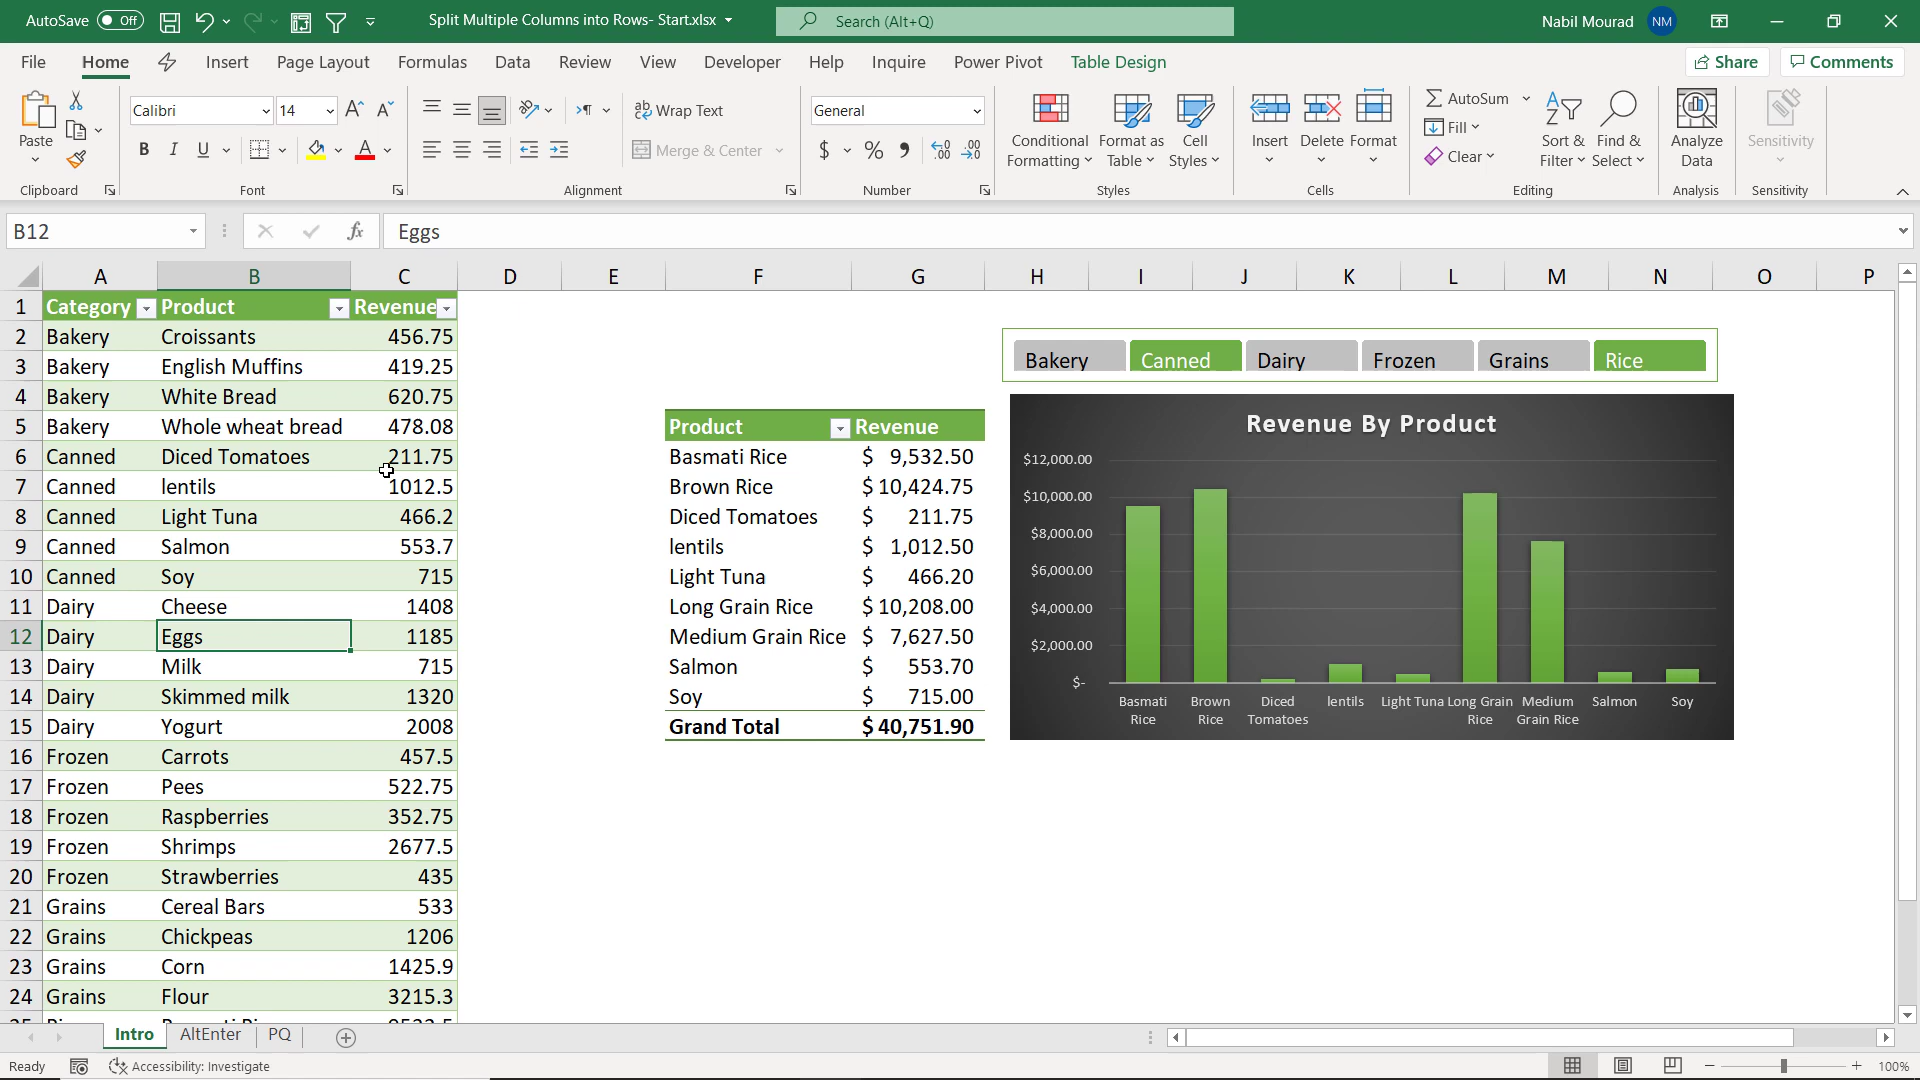 AutoSave Off Split Multiple Columns into Rows- Start.xlsx Search (Alt+Q) Nabil Mourad NM
File Home Insert Page Layout Formulas Data Review View Developer Help Inquire Power Pivot Table Design Share Comments
Paste Calibri 14 Wrap Text General Conditional Formatting Format as Table Cell Styles Insert Delete Format AutoSum Sort & Filter Find & Select Analyze Data Sensitivity
B I U Merge & Center $ % Fill Clear
Clipboard Font Alignment Number Styles Cells Editing Analysis Sensitivity
B12 fx Eggs
A B C D E F G H I J K L M N O P
1 Category Product Revenue
2 Bakery Croissants 456.75
3 Bakery English Muffins 419.25
4 Bakery White Bread 620.75
5 Bakery Whole wheat bread 478.08
6 Canned Diced Tomatoes 211.75
7 Canned lentils 1012.5
8 Canned Light Tuna 466.2
9 Canned Salmon 553.7
10 Canned Soy 715
11 Dairy Cheese 1408
12 Dairy Eggs 1185
13 Dairy Milk 715
14 Dairy Skimmed milk 1320
15 Dairy Yogurt 2008
16 Frozen Carrots 457.5
17 Frozen Pees 522.75
18 Frozen Raspberries 352.75
19 Frozen Shrimps 2677.5
20 Frozen Strawberries 435
21 Grains Cereal Bars 533
22 Grains Chickpeas 1206
23 Grains Corn 1425.9
24 Grains Flour 3215.3
Product Revenue
Basmati Rice $ 9,532.50
Brown Rice $ 10,424.75
Diced Tomatoes $ 211.75
lentils $ 1,012.50
Light Tuna $ 466.20
Long Grain Rice $ 10,208.00
Medium Grain Rice $ 7,627.50
Salmon $ 553.70
Soy $ 715.00
Grand Total $ 40,751.90
Bakery Canned Dairy Frozen Grains Rice
Revenue By Product
$12,000.00
$10,000.00
$8,000.00
$6,000.00
$4,000.00
$2,000.00
$-
Basmati Rice Brown Rice Diced Tomatoes lentils Light Tuna Long Grain Rice Medium Grain Rice Salmon Soy
Intro AltEnter PQ
Ready Accessibility: Investigate 100%